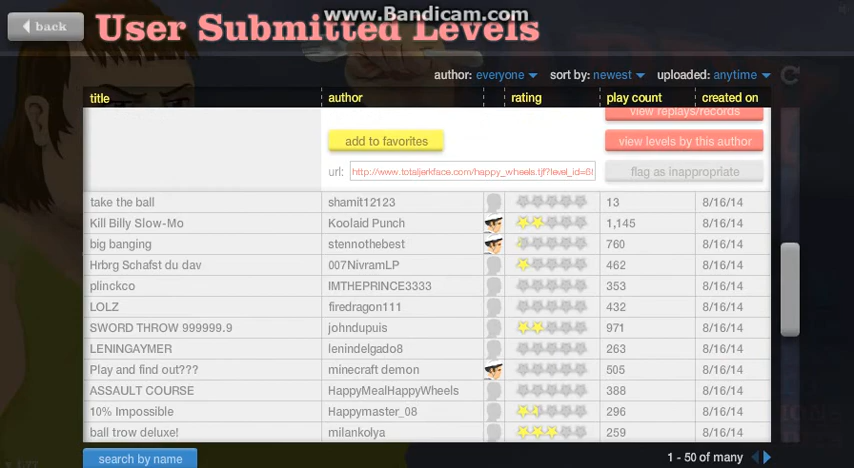 www.Bandicam.com
back
User Submitted Levels
author: everyone sort by: newest uploaded: anytime
title author rating play count created on
view replays/records
add to favorites view levels by this author
url: http://www.totaljerkface.com/happy_wheels.tjf?level_id=6 flag as inappropriate
take the ball shamit12123 13 8/16/14
Kill Billy Slow-Mo Koolaid Punch 1,145 8/16/14
big banging stennothebest 760 8/16/14
Hrbrg Schafst du dav 007NivramLP 462 8/16/14
plinckco IMTHEPRINCE3333 353 8/16/14
LOLZ firedragon111 432 8/16/14
SWORD THROW 999999.9 johndupuis 971 8/16/14
LENINGAYMER lenindelgado8 263 8/16/14
Play and find out??? minecraft demon 505 8/16/14
ASSAULT COURSE HappyMealHappyWheels 388 8/16/14
10% Impossible Happymaster_08 296 8/16/14
ball trow deluxe! milankolya 259 8/16/14
search by name 1 - 50 of many